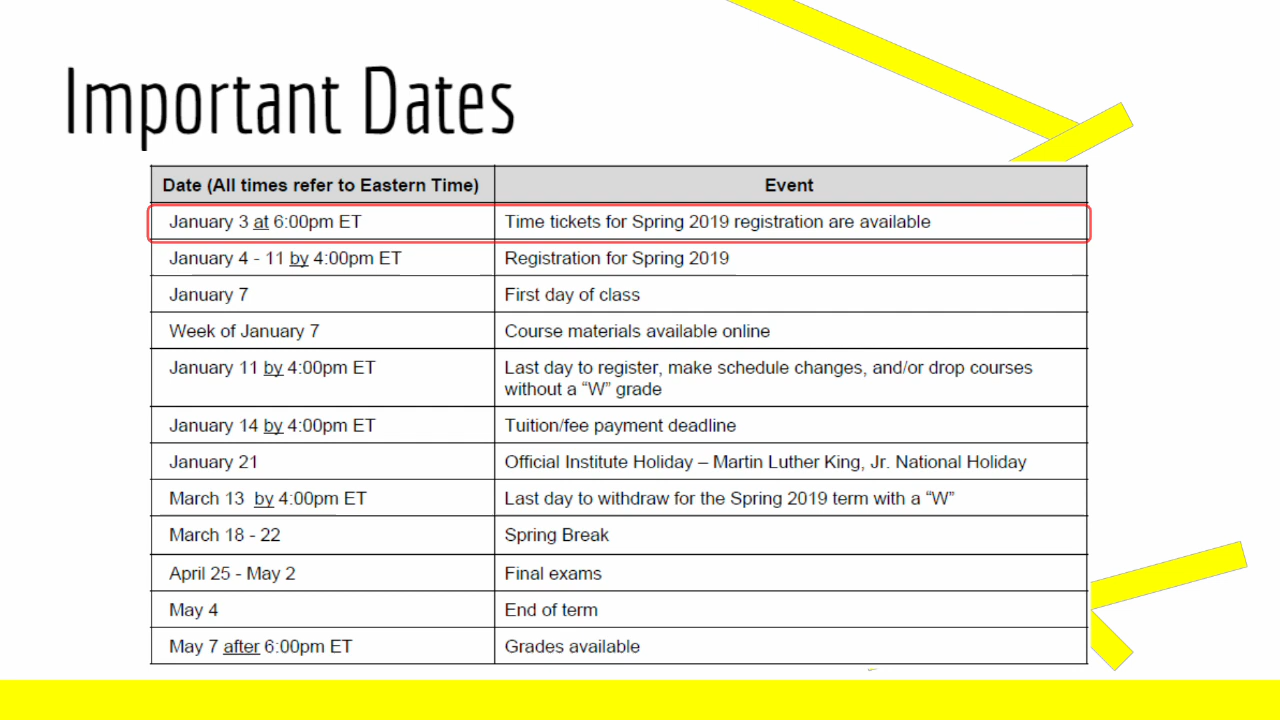 Important Dates
Date (All times refer to Eastern Time) Event
January 3 at 6:00pm ET Time tickets for Spring 2019 registration are available
January 4 - 11 by 4:00pm ET Registration for Spring 2019
January 7 First day of class
Week of January 7 Course materials available online
January 11 by 4:00pm ET Last day to register, make schedule changes, and/or drop courses
without a “W” grade
January 14 by 4:00pm ET Tuition/fee payment deadline
January 21 Official Institute Holiday – Martin Luther King, Jr. National Holiday
March 13 by 4:00pm ET Last day to withdraw for the Spring 2019 term with a “W”
March 18 - 22 Spring Break
April 25 - May 2 Final exams
May 4 End of term
May 7 after 6:00pm ET Grades available